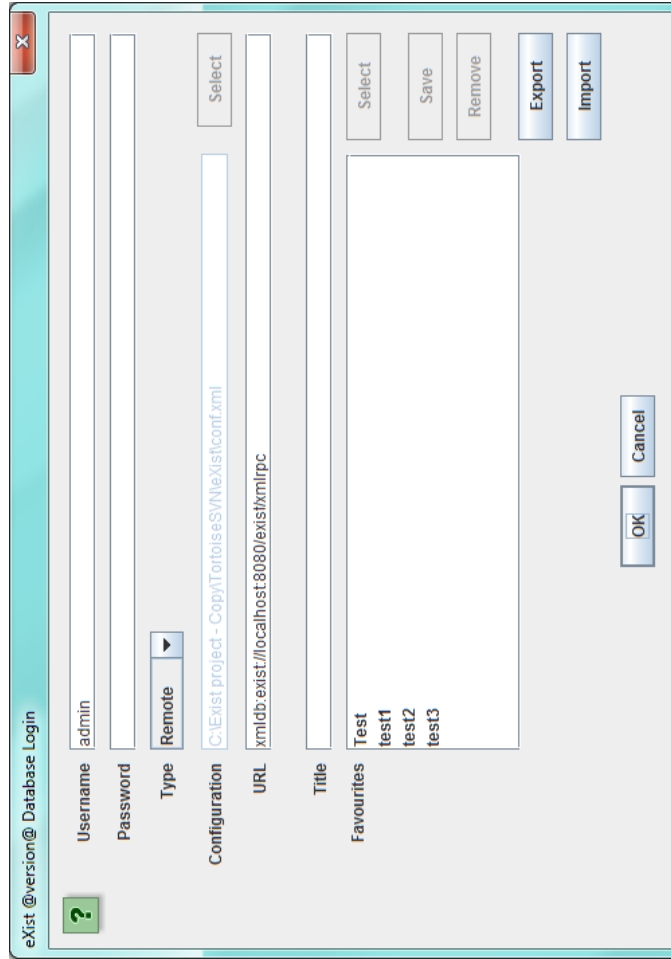 eXist @version@ Database Login
x
?
Username admin
Password
Type Remote
Configuration C:\Exist project - Copy\TortoiseSVN\eXist\conf.xml Select
URL xmldb:exist://localhost:8080/exist/xmlrpc
Title
Favourites
Test
test1
test2
test3
Select
Save
Remove
Export
Import
OK Cancel